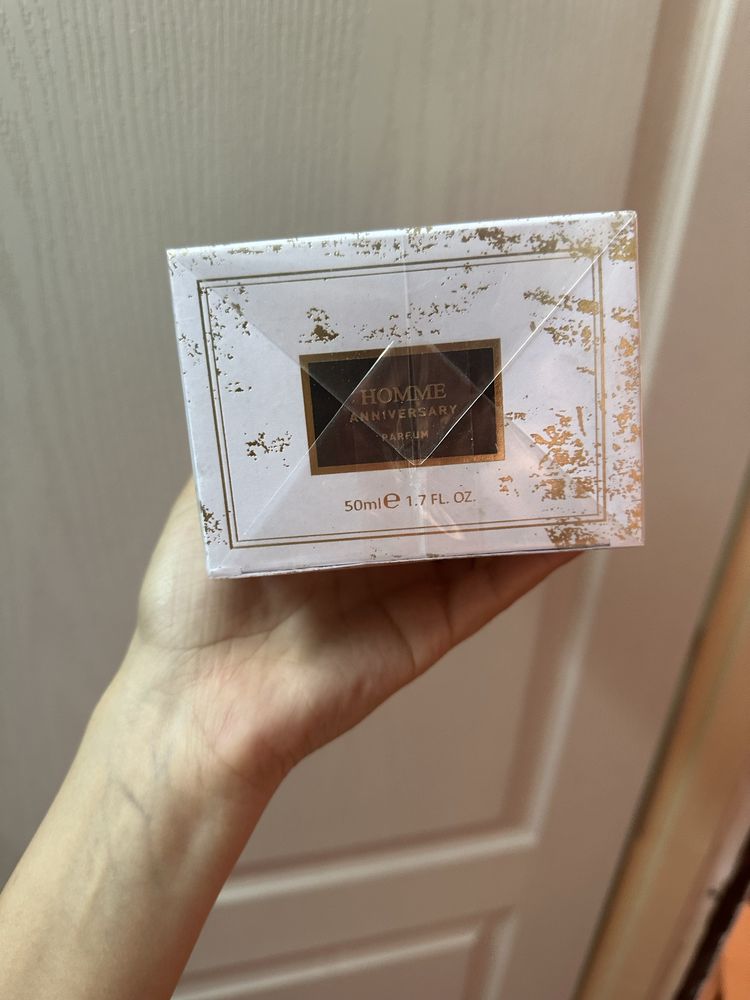 HOMME
ANNIVERSARY
PARFUM
50ml ℮ 1.7 FL. OZ.